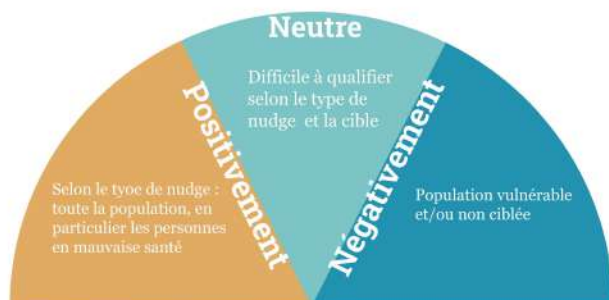 Neutre
Difficile à qualifier
selon le type de
nudge et la cible
Positivement
Selon le tyoe de nudge :
toute la population, en
particulier les personnes
en mauvaise santé
Négativement
Population vulnérable
et/ou non ciblée